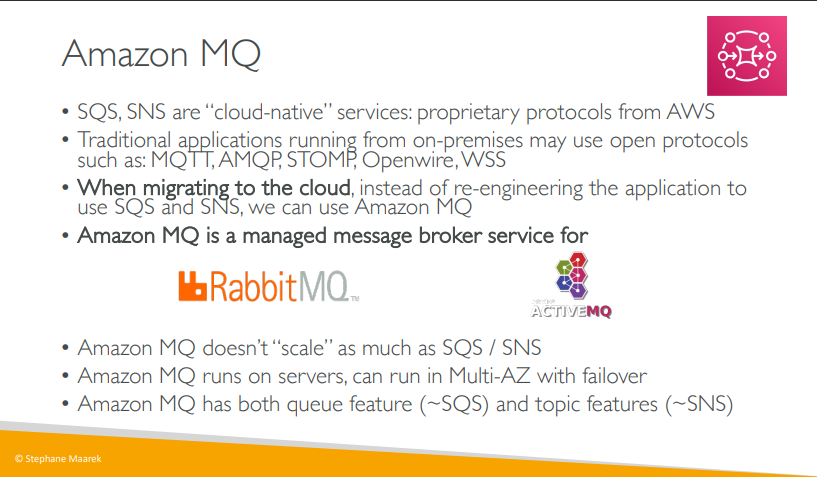 Amazon MQ
• SQS, SNS are “cloud-native” services: proprietary protocols from AWS
• Traditional applications running from on-premises may use open protocols
such as: MQTT, AMQP, STOMP, Openwire, WSS
• When migrating to the cloud, instead of re-engineering the application to
use SQS and SNS, we can use Amazon MQ
• Amazon MQ is a managed message broker service for
RabbitMQ™
ACTIVEMQ
• Amazon MQ doesn’t “scale” as much as SQS / SNS
• Amazon MQ runs on servers, can run in Multi-AZ with failover
• Amazon MQ has both queue feature (~SQS) and topic features (~SNS)
© Stephane Maarek